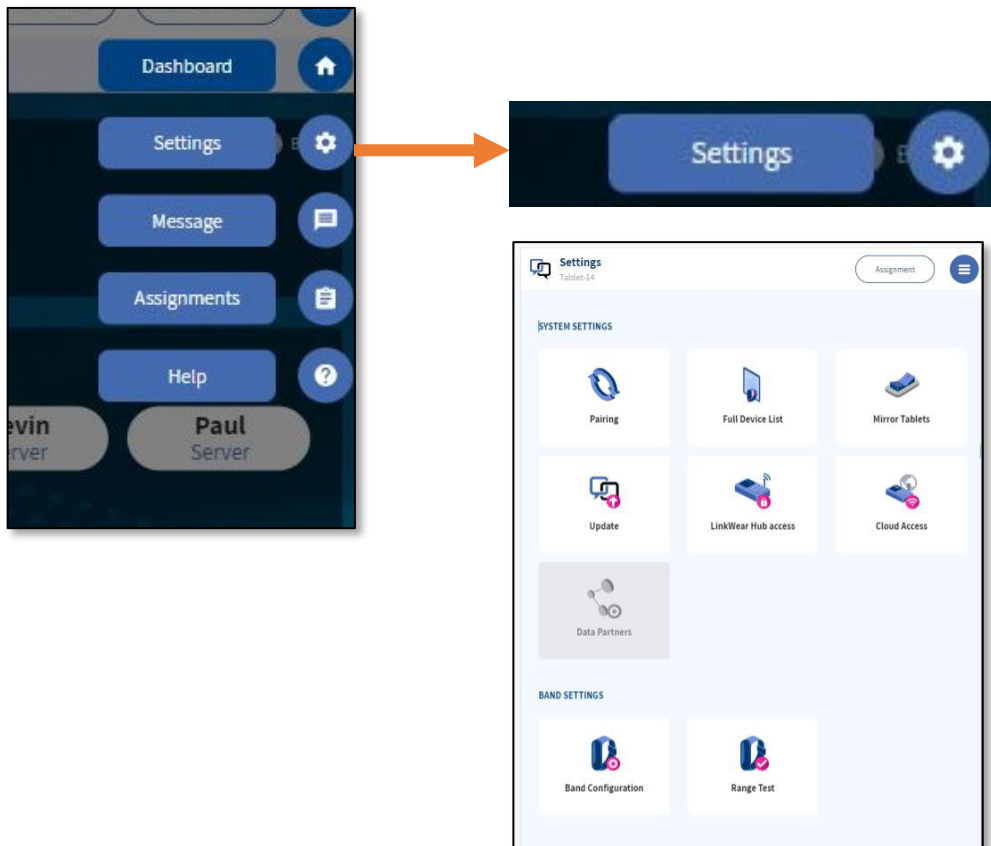 Dashboard
Settings
Message
Assignments
Help
evin
Paul
rver
Server
Settings
E
Settings
Tablet-14
Assignment
SYSTEM SETTINGS
Pairing
Full Device List
Mirror Tablets
Update
LinkWear Hub access
Cloud Access
Data Partners
BAND SETTINGS
Band Configuration
Range Test